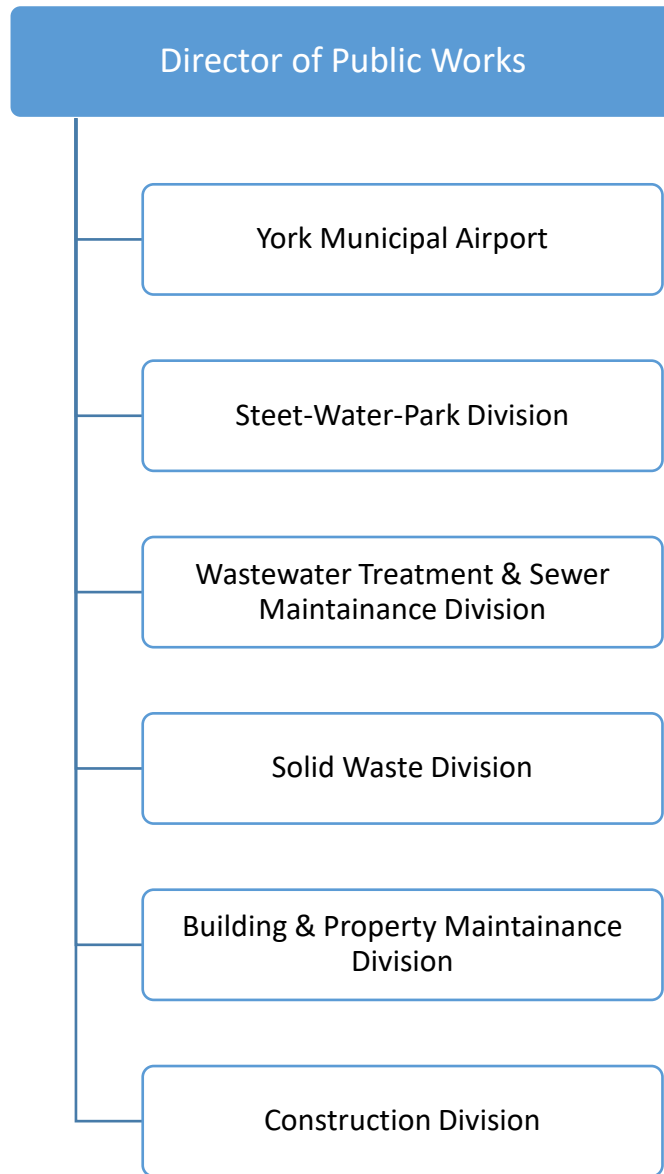 Director of Public Works
York Municipal Airport
Steet-Water-Park Division
Wastewater Treatment & Sewer
Maintainance Division
Solid Waste Division
Building & Property Maintainance
Division
Construction Division